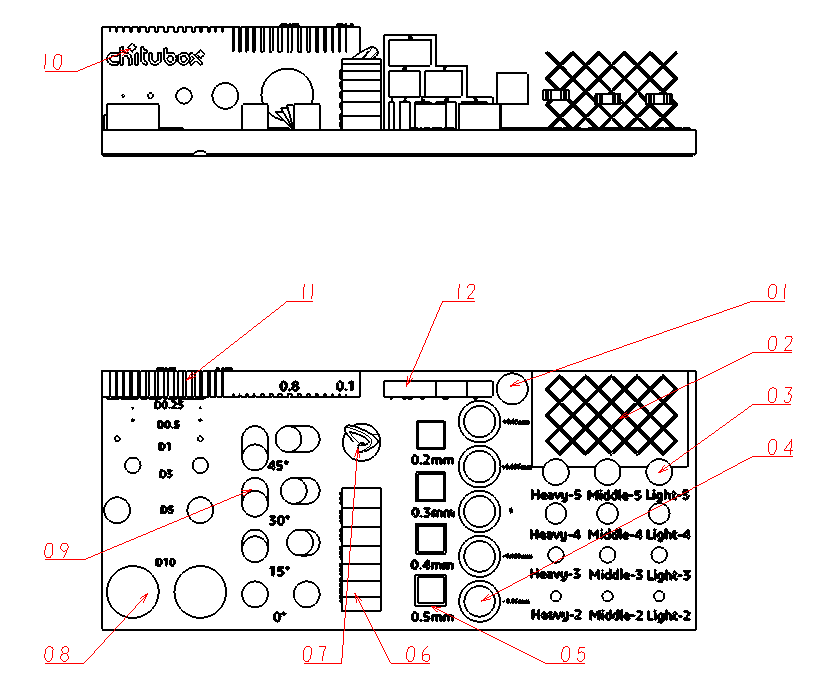 10
chitubox
11
12
01
02
03
04
0.8 0.1
D0.25
D0.5
D1
D3
D5
D10
45°
30°
15°
0°
0.2mm
0.3mm
0.4mm
0.5mm
Heavy-5 Middle-5 Light-5
Heavy-4 Middle-4 Light-4
Heavy-3 Middle-3 Light-3
Heavy-2 Middle-2 Light-2
09
08
07
06
05